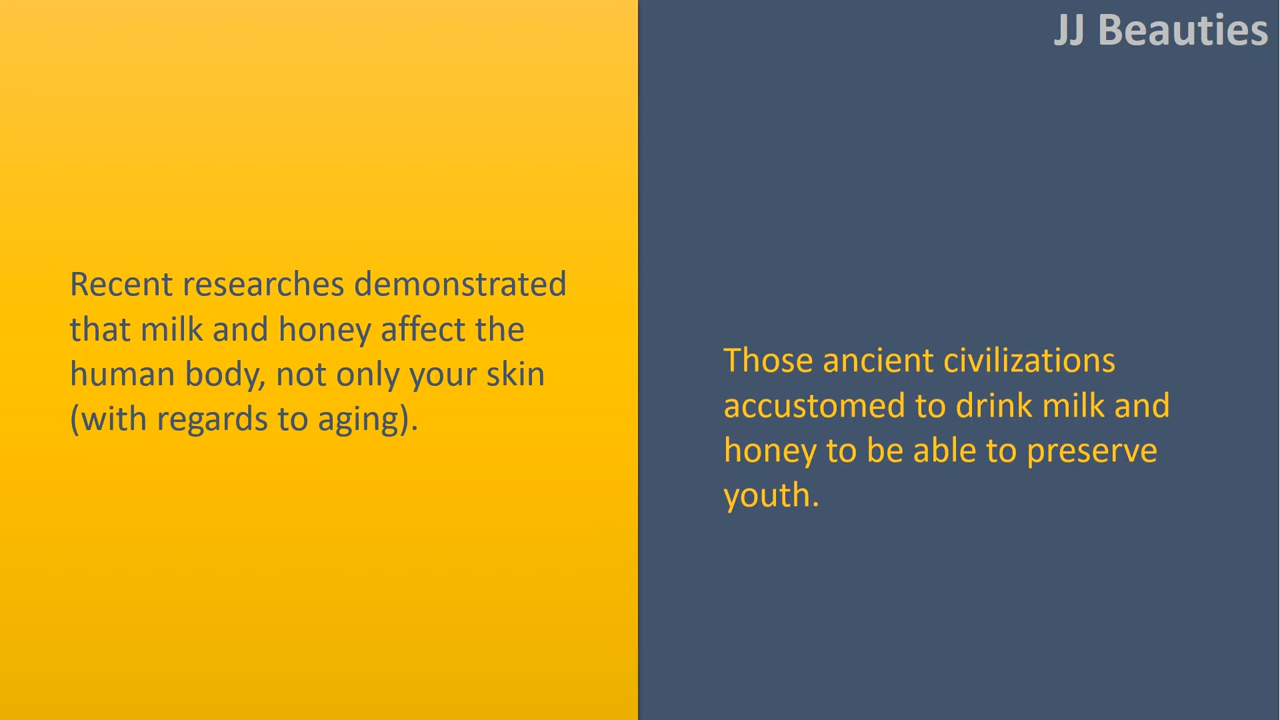 JJ Beauties
Recent researches demonstrated
that milk and honey affect the
human body, not only your skin
(with regards to aging).
Those ancient civilizations
accustomed to drink milk and
honey to be able to preserve
youth.